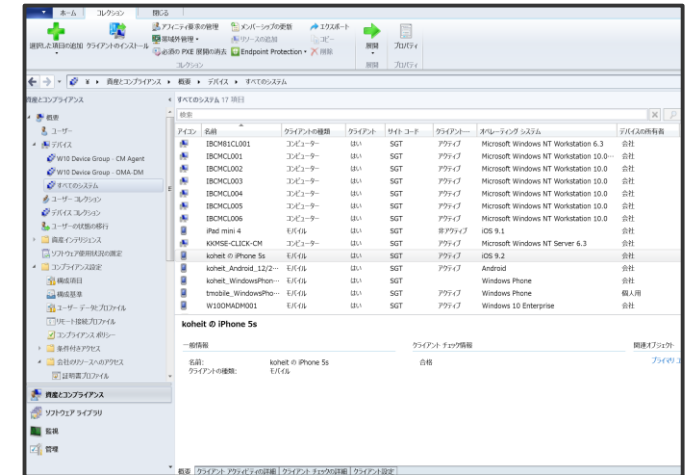 ホーム コレクション 閉じる
選択した項目の追加 クライアントのインストール
アフィニティ要求の管理 メンバーシップの更新 エクスポート
帯域外管理 リソースの追加 コピー
必須の PXE 展開の消去 Endpoint Protection 削除
展開 プロパティ
コレクション 展開 プロパティ
¥ 資産とコンプライアンス 概要 デバイス すべてのシステム
資産とコンプライアンス
概要
ユーザー
デバイス
W10 Device Group - CM Agent
W10 Device Group - OMA-DM
すべてのシステム
ユーザー コレクション
デバイス コレクション
ユーザーの状態の移行
資産インテリジェンス
ソフトウェア使用状況の測定
コンプライアンス設定
構成項目
構成基準
ユーザー データとプロファイル
リモート接続プロファイル
コンプライアンス ポリシー
条件付きアクセス
会社のリソースへのアクセス
証明書プロファイル
資産とコンプライアンス
ソフトウェア ライブラリ
監視
管理
すべてのシステム 17 項目
検索
アイコン 名前 クライアントの種類 クライアント サイト コード クライアント… オペレーティング システム デバイスの所有者
IBCM81CL001 コンピューター はい SGT アクティブ Microsoft Windows NT Workstation 6.3 会社
IBCMCL001 コンピューター はい SGT アクティブ Microsoft Windows NT Workstation 10.0… 会社
IBCMCL002 コンピューター はい SGT アクティブ Microsoft Windows NT Workstation 10.0 会社
IBCMCL003 コンピューター はい SGT アクティブ Microsoft Windows NT Workstation 10.0 会社
IBCMCL004 コンピューター はい SGT アクティブ Microsoft Windows NT Workstation 10.0 会社
IBCMCL005 コンピューター はい SGT アクティブ Microsoft Windows NT Workstation 10.0 会社
IBCMCL006 コンピューター はい SGT アクティブ Microsoft Windows NT Workstation 10.0 会社
iPad mini 4 モバイル はい SGT 非アクティブ iOS 9.1 会社
KKMSE-CLICK-CM コンピューター はい SGT アクティブ Microsoft Windows NT Server 6.3 会社
koheit の iPhone 5s モバイル はい SGT アクティブ iOS 9.2 会社
koheit_Android_12/2… モバイル はい SGT アクティブ Android 会社
koheit_WindowsPhon… モバイル はい SGT Windows Phone 会社
tmobile_WindowsPho… モバイル はい SGT アクティブ Windows Phone 個人用
W10OMADM001 モバイル はい SGT アクティブ Windows 10 Enterprise 会社
koheit の iPhone 5s
一般情報 クライアント チェック情報 関連オブジェクト
名前: koheit の iPhone 5s 合格 プライマリ
クライアントの種類: モバイル
概要 クライアント アクティビティの詳細 クライアント チェックの詳細 クライアント設定